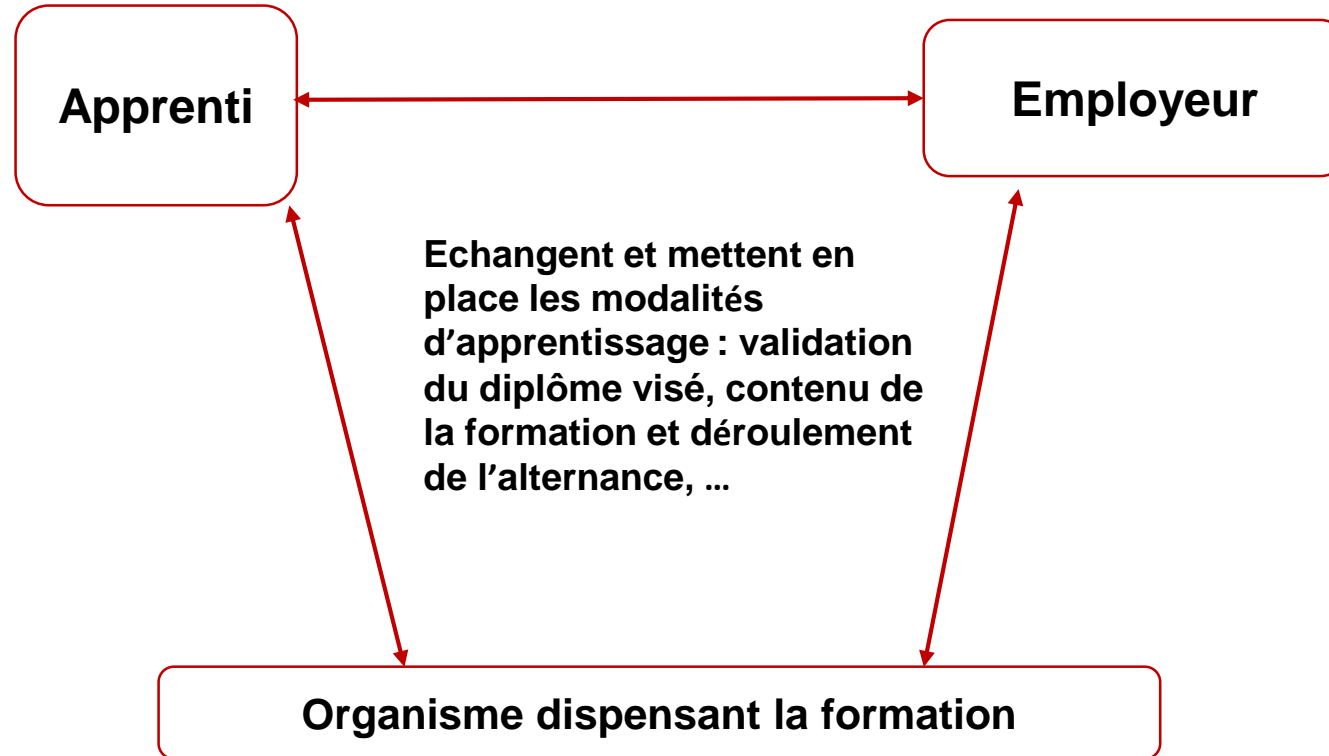 Apprenti
Employeur
Echangent et mettent en
place les modalités
d’apprentissage : validation
du diplôme visé, contenu de
la formation et déroulement
de l’alternance, …
Organisme dispensant la formation